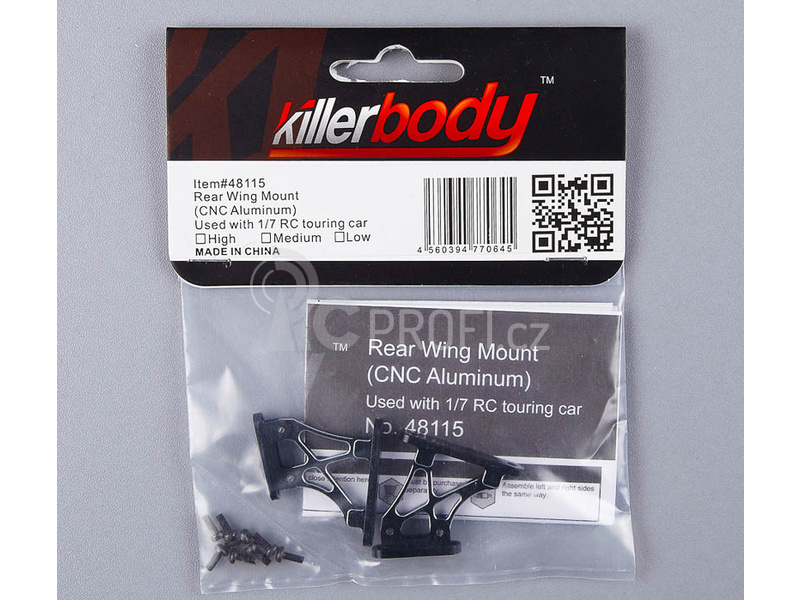 killerbody ™
Item#48115
Rear Wing Mount
(CNC Aluminum)
Used with 1/7 RC touring car
High Medium Low
MADE IN CHINA
4 560394 770645
RC PROFI.cz
™ Rear Wing Mount
(CNC Aluminum)
Used with 1/7 RC touring car
No. 48115
Assemble left and right sides
the same way.